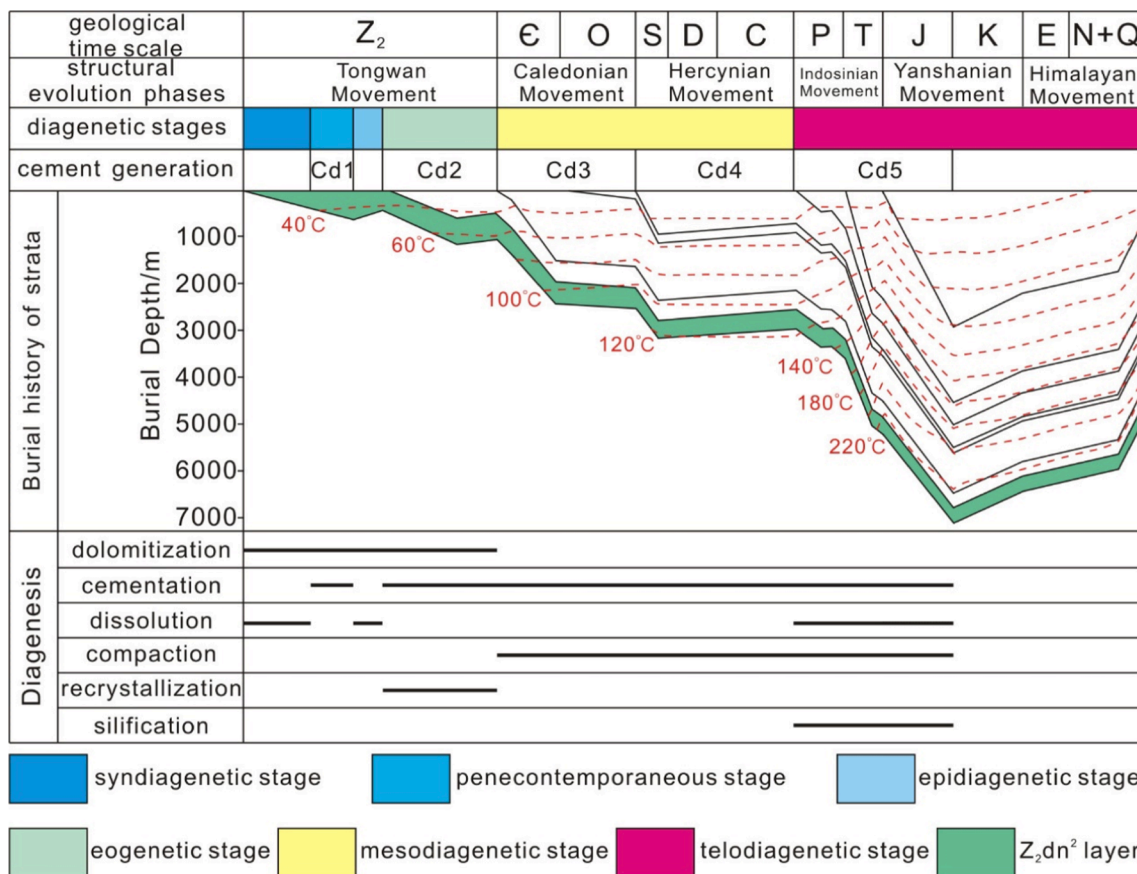 geological time scale
Z₂
Є O S D C P T J K E N+Q
structural evolution phases
Tongwan Movement
Caledonian Movement
Hercynian Movement
Indosinian Movement
Yanshanian Movement
Himalayan Movement
diagenetic stages
cement generation
Cd1 Cd2 Cd3 Cd4 Cd5
Burial history of strata
Burial Depth/m
1000
2000
3000
4000
5000
6000
7000
40°C
60°C
100°C
120°C
140°C
180°C
220°C
Diagenesis
dolomitization
cementation
dissolution
compaction
recrystallization
silification
syndiagenetic stage
penecontemporaneous stage
epidiagenetic stage
eogenetic stage
mesodiagenetic stage
telodiagenetic stage
Z₂dn² layer